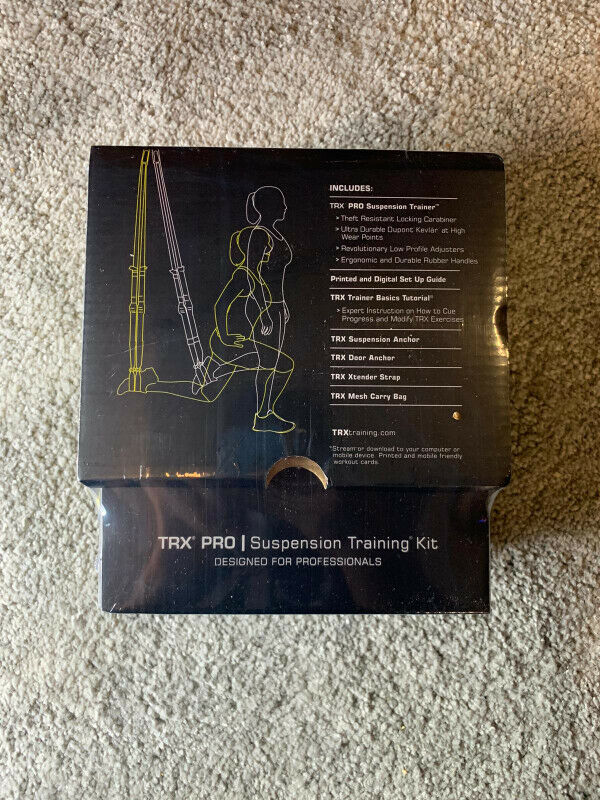 INCLUDES:
TRX® PRO Suspension Trainer™
> Theft Resistant Locking Carabiner
> Ultra Durable Dupont Kevlar® at High
Wear Points
> Revolutionary Low Profile Adjusters
> Ergonomic and Durable Rubber Handles
Printed and Digital Set Up Guide
TRX Trainer Basics Tutorial*
> Expert Instruction on How to Cue
Progress and Modify TRX Exercises
TRX Suspension Anchor
TRX Door Anchor
TRX Xtender Strap
TRX Mesh Carry Bag
TRXtraining.com
*Stream or download to your computer or
mobile device. Printed and mobile friendly
workout cards.
TRX® PRO | Suspension Training® Kit
DESIGNED FOR PROFESSIONALS